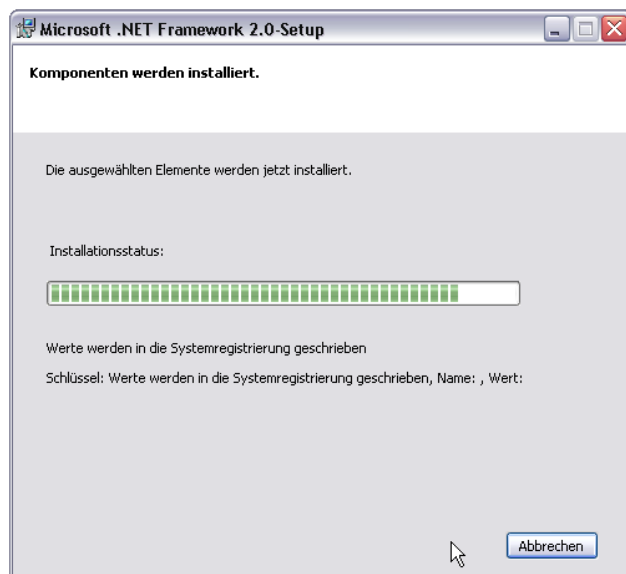 Microsoft .NET Framework 2.0-Setup
Komponenten werden installiert.
Die ausgewählten Elemente werden jetzt installiert.
Installationsstatus:
Werte werden in die Systemregistrierung geschrieben
Schlüssel: Werte werden in die Systemregistrierung geschrieben, Name: , Wert:
Abbrechen